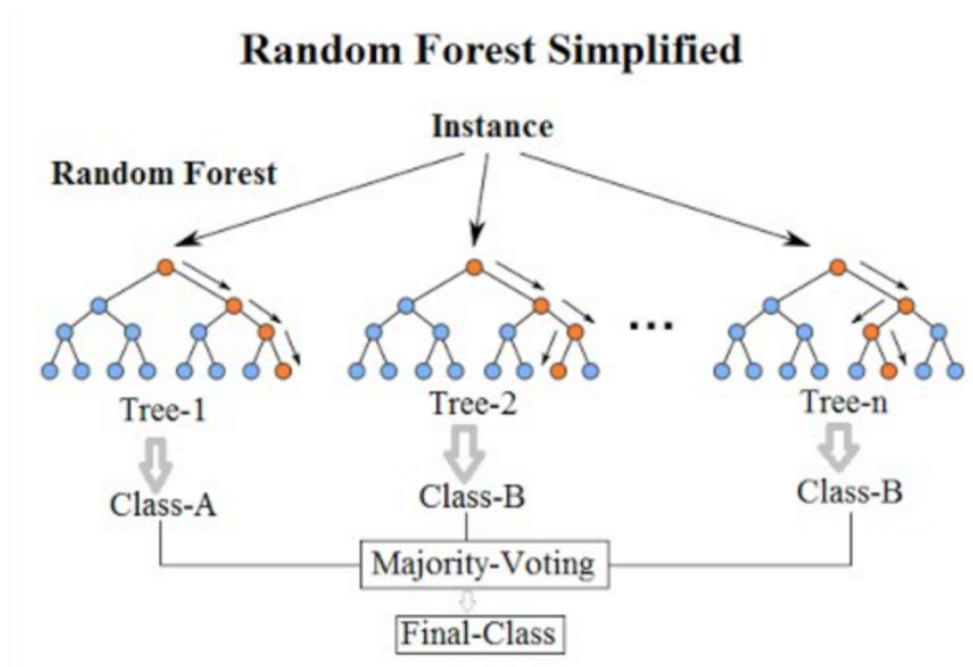 Random Forest Simplified
Instance
Random Forest
...
Tree-1
Tree-2
Tree-n
Class-A
Class-B
Class-B
Majority-Voting
Final-Class